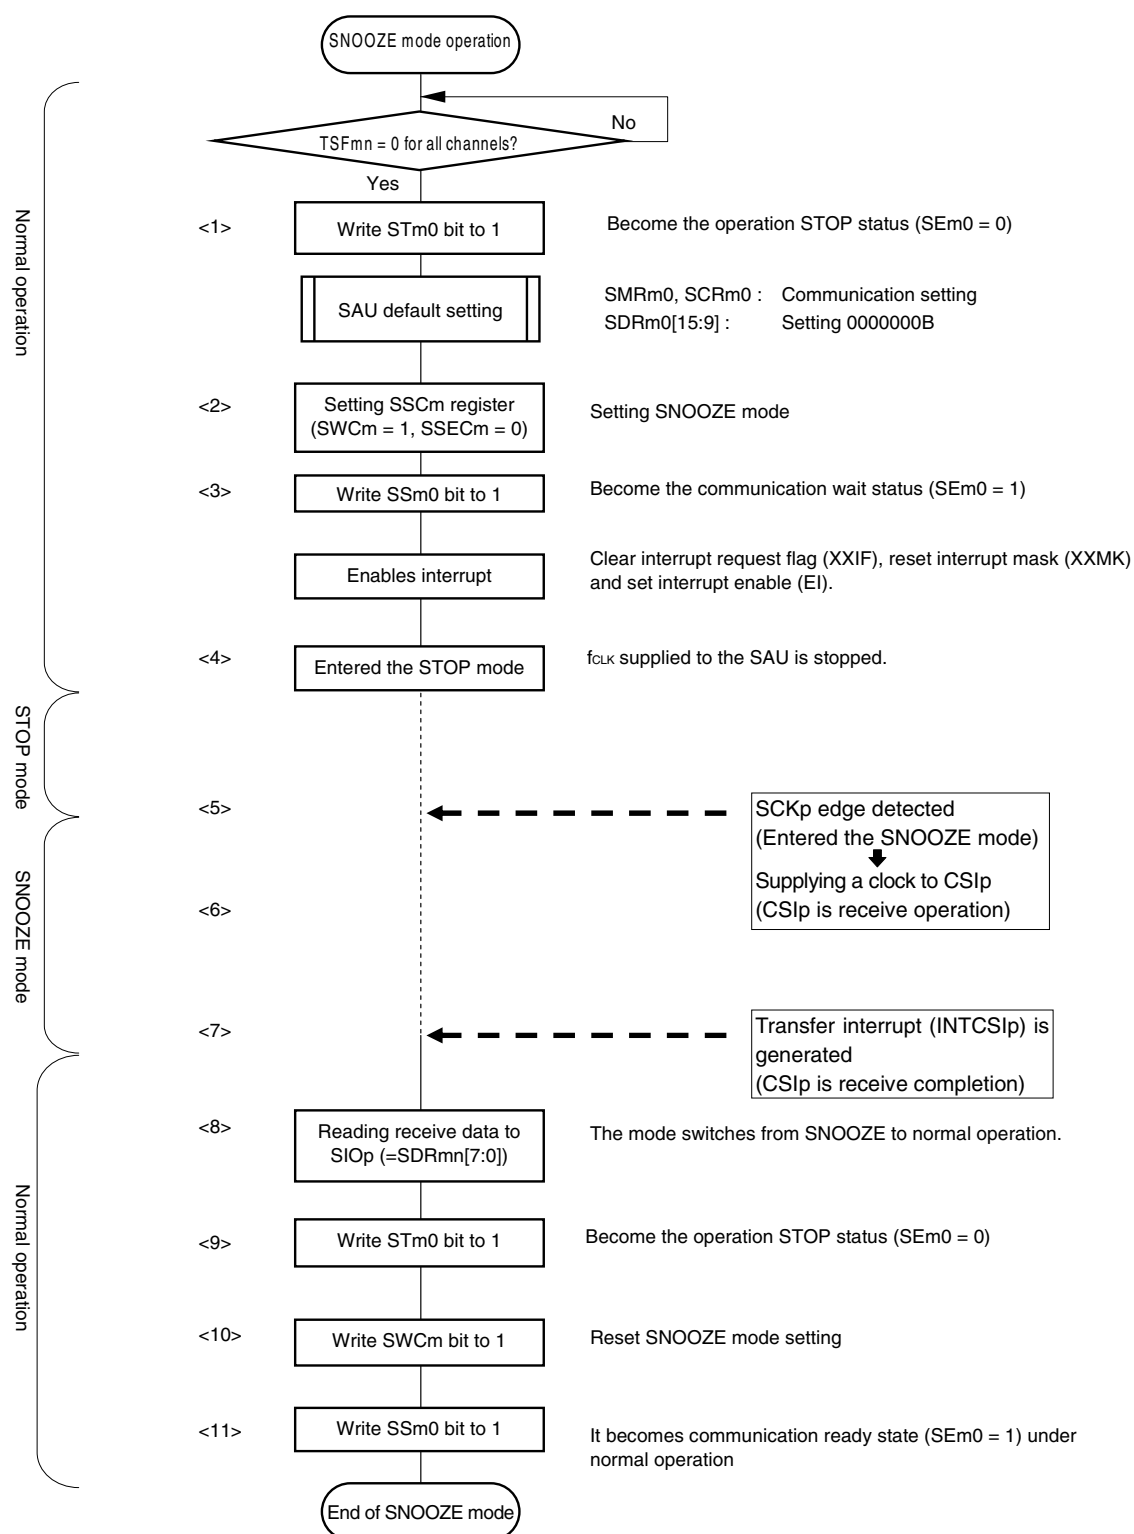 SNOOZE mode operation
No
TSFmn = 0 for all channels?
Yes
Normal operation
<1>
Write STm0 bit to 1
Become the operation STOP status (SEm0 = 0)
SAU default setting
SMRm0, SCRm0 : Communication setting
SDRm0[15:9] : Setting 0000000B
<2>
Setting SSCm register
(SWCm = 1, SSECm = 0)
Setting SNOOZE mode
<3>
Write SSm0 bit to 1
Become the communication wait status (SEm0 = 1)
Enables interrupt
Clear interrupt request flag (XXIF), reset interrupt mask (XXMK)
and set interrupt enable (EI).
<4>
Entered the STOP mode
fCLK supplied to the SAU is stopped.
STOP mode
<5>
SCKp edge detected
(Entered the SNOOZE mode)
Supplying a clock to CSIp
(CSIp is receive operation)
SNOOZE mode
<6>
<7>
Transfer interrupt (INTCSIp) is
generated
(CSIp is receive completion)
Normal operation
<8>
Reading receive data to
SIOp (=SDRmn[7:0])
The mode switches from SNOOZE to normal operation.
<9>
Write STm0 bit to 1
Become the operation STOP status (SEm0 = 0)
<10>
Write SWCm bit to 1
Reset SNOOZE mode setting
<11>
Write SSm0 bit to 1
It becomes communication ready state (SEm0 = 1) under
normal operation
End of SNOOZE mode